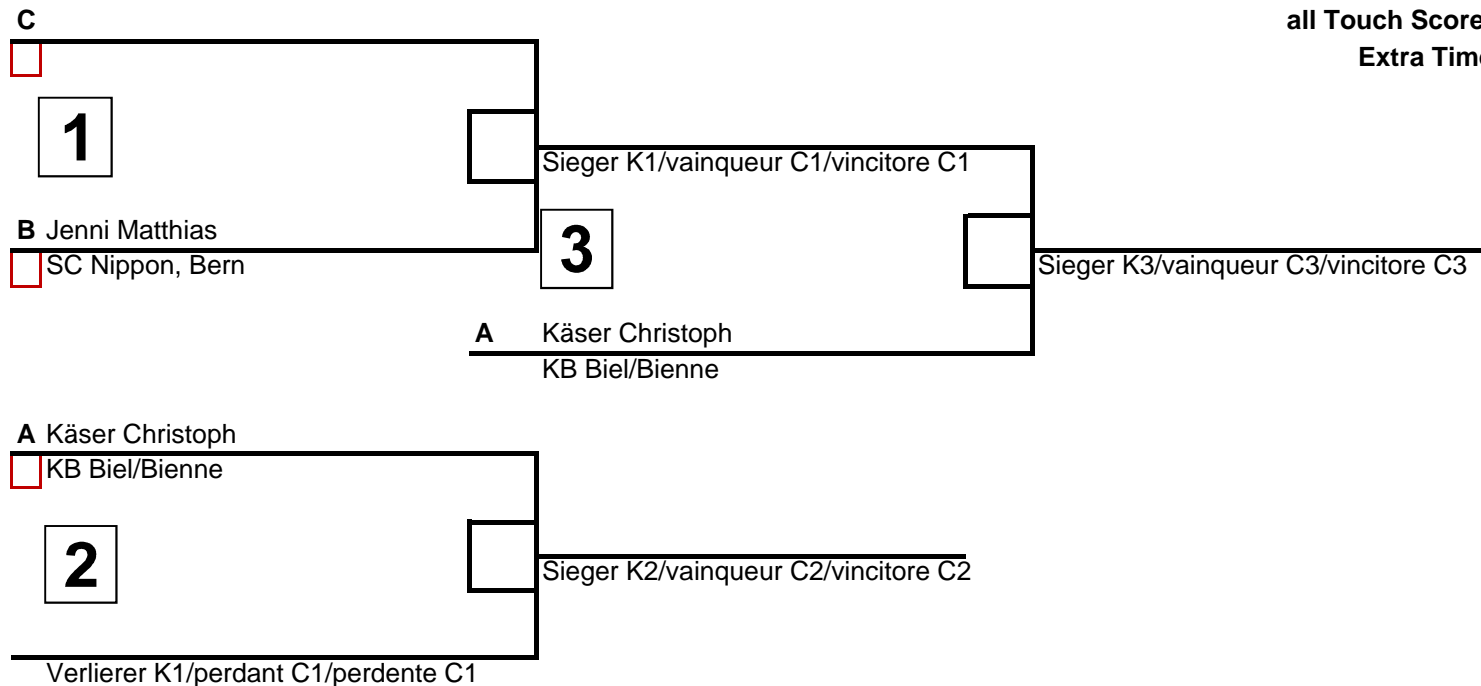 C
all Touch Score
Extra Time
1
Sieger K1/vainqueur C1/vincitore C1
B Jenni Matthias
SC Nippon, Bern
3
Sieger K3/vainqueur C3/vincitore C3
A Käser Christoph
KB Biel/Bienne
A Käser Christoph
KB Biel/Bienne
2
Sieger K2/vainqueur C2/vincitore C2
Verlierer K1/perdant C1/perdente C1